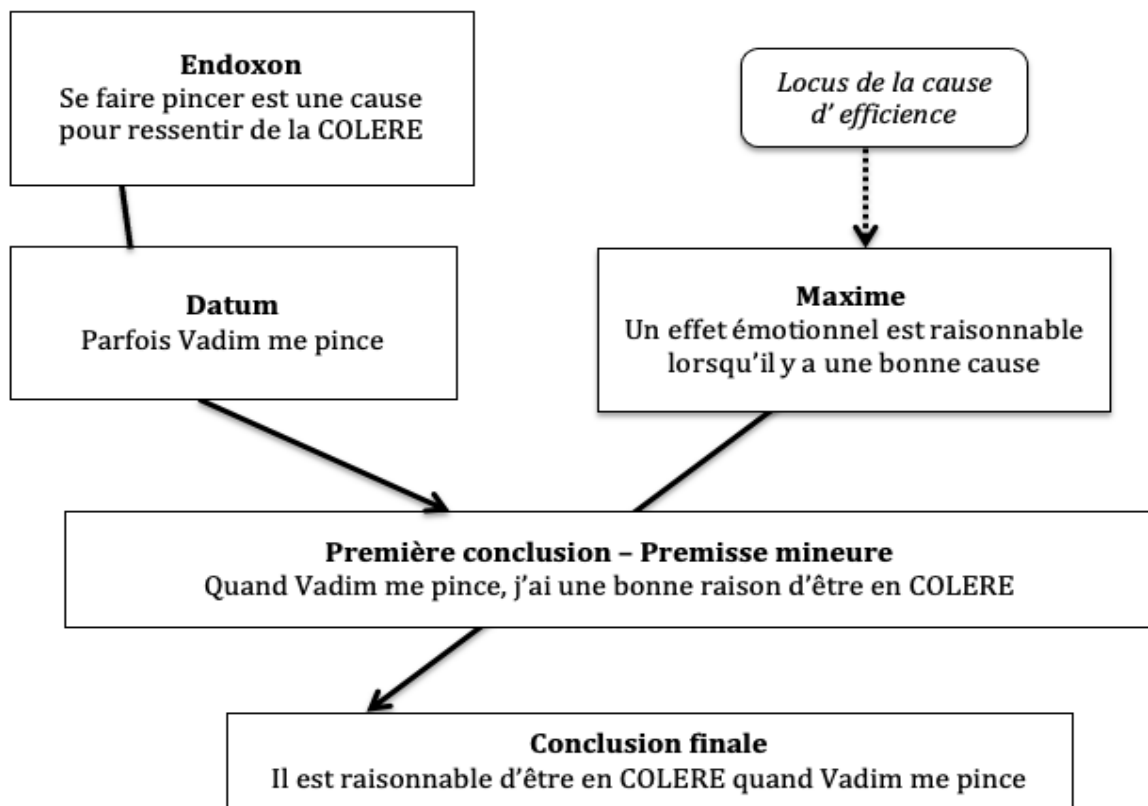 Endoxon
Se faire pincer est une cause
pour ressentir de la COLERE
Locus de la cause
d’ efficience
Datum
Parfois Vadim me pince
Maxime
Un effet émotionnel est raisonnable
lorsqu’il y a une bonne cause
Première conclusion – Premisse mineure
Quand Vadim me pince, j’ai une bonne raison d’être en COLERE
Conclusion finale
Il est raisonnable d’être en COLERE quand Vadim me pince